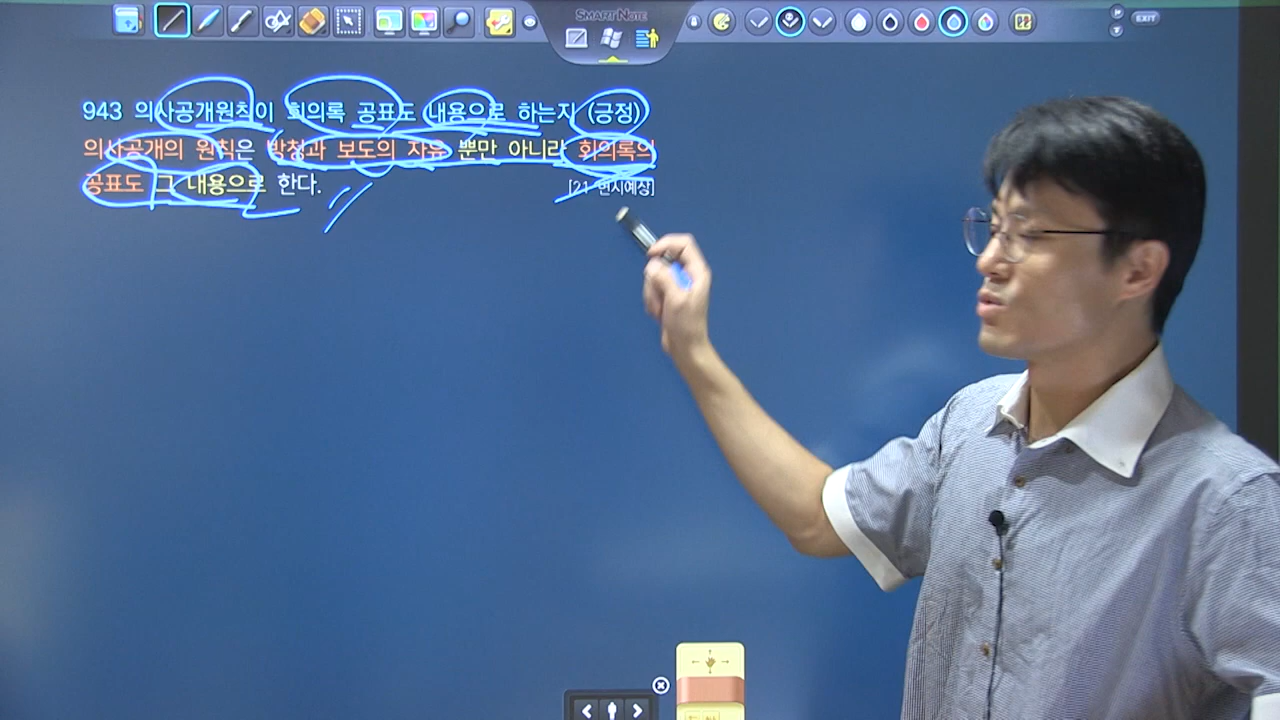 SMARTNOTE
EXIT
943 의사공개원칙이 회의록 공표도 내용으로 하는지 (긍정)
의사공개의 원칙은 방청과 보도의 자유 뿐만 아니라 회의록의
공표도 그 내용으로 한다.
[21 변시예상]